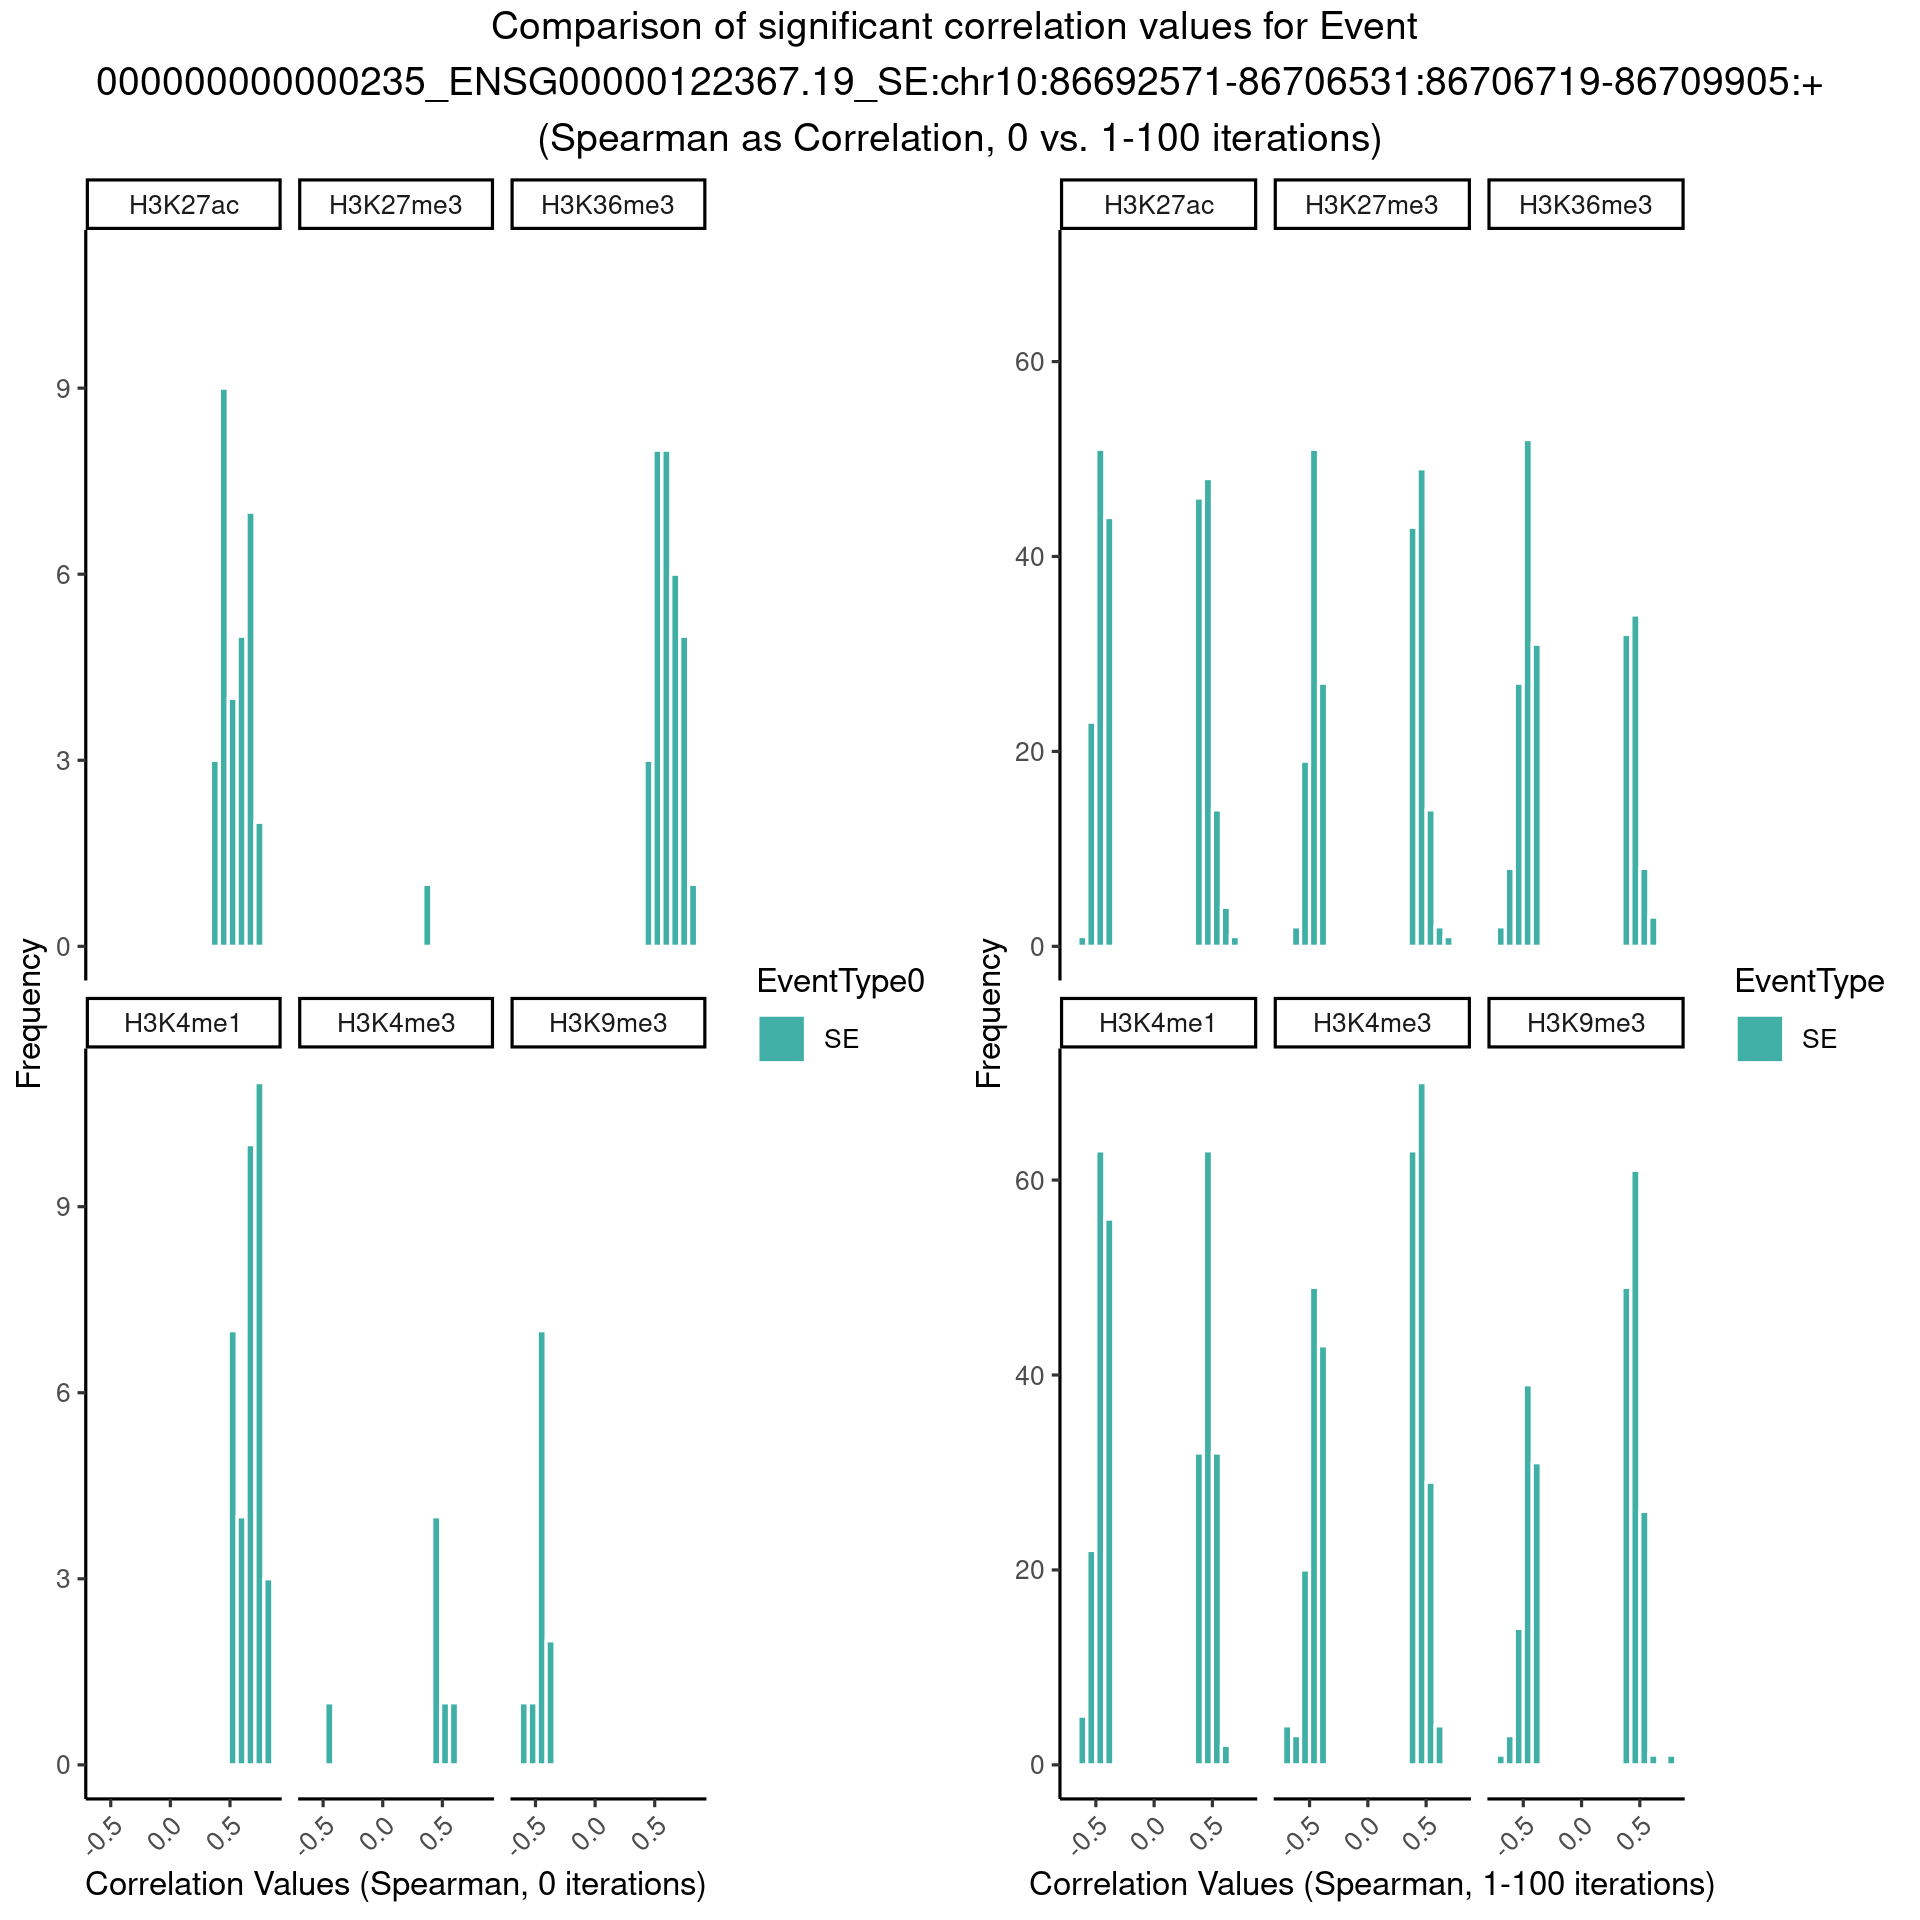 Comparison of significant correlation values for Event
000000000000235_ENSG00000122367.19_SE:chr10:86692571-86706531:86706719-86709905:+
(Spearman as Correlation, 0 vs. 1-100 iterations)
H3K27ac
H3K27me3
H3K36me3
9
6
3
0
H3K4me1
H3K4me3
H3K9me3
9
6
3
0
-0.5
0.0
0.5
-0.5
0.0
0.5
-0.5
0.0
0.5
Frequency
Correlation Values (Spearman, 0 iterations)
EventType0
SE
H3K27ac
H3K27me3
H3K36me3
60
40
20
0
H3K4me1
H3K4me3
H3K9me3
60
40
20
0
-0.5
0.0
0.5
-0.5
0.0
0.5
-0.5
0.0
0.5
Frequency
Correlation Values (Spearman, 1-100 iterations)
EventType
SE